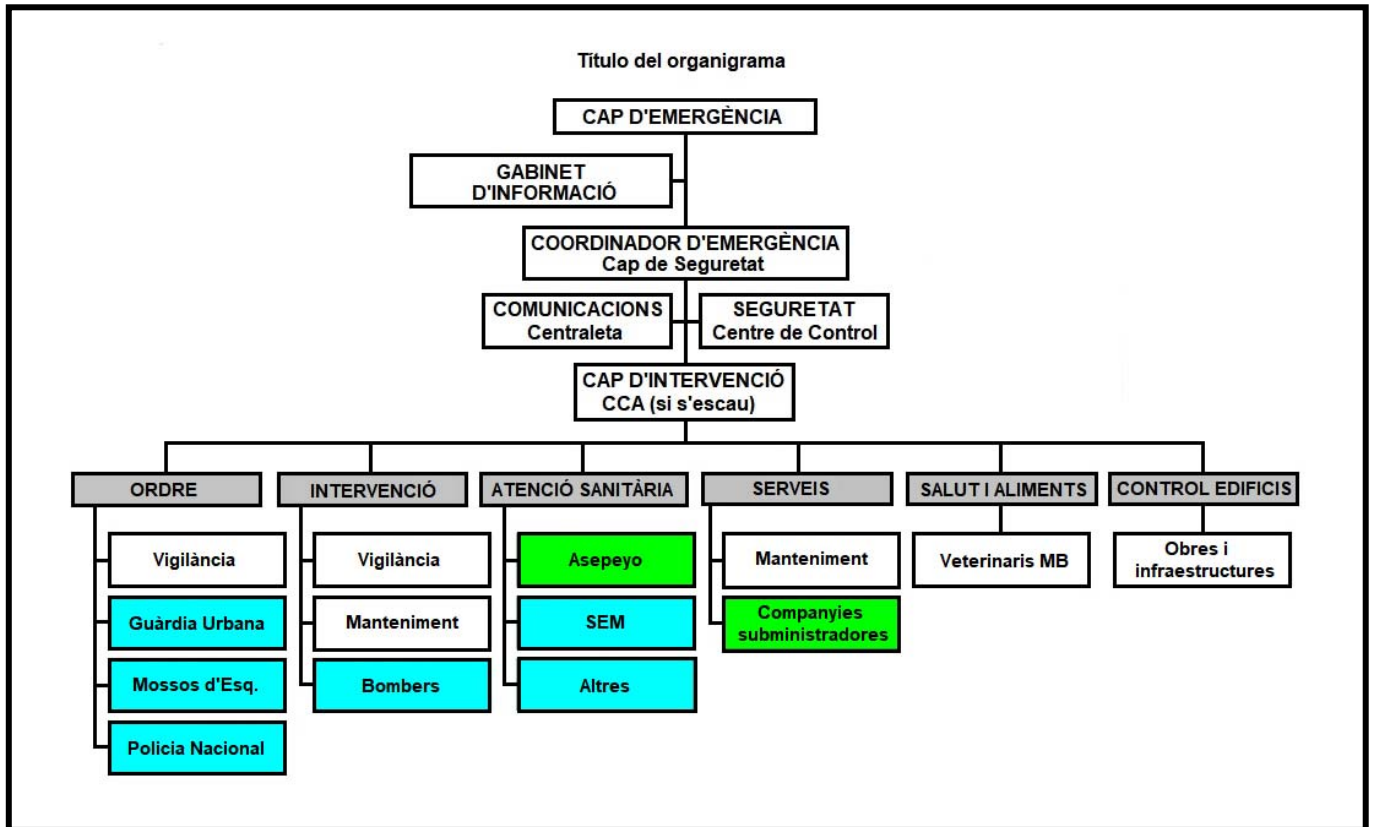 Título del organigrama
CAP D'EMERGÈNCIA
GABINET
D'INFORMACIÓ
COORDINADOR D'EMERGÈNCIA
Cap de Seguretat
COMUNICACIONS
Centraleta
SEGURETAT
Centre de Control
CAP D'INTERVENCIÓ
CCA (si s'escau)
ORDRE
Vigilància
Guàrdia Urbana
Mossos d'Esq.
Policia Nacional
INTERVENCIÓ
Vigilància
Manteniment
Bombers
ATENCIÓ SANITÀRIA
Asepeyo
SEM
Altres
SERVEIS
Manteniment
Companyies
subministradores
SALUT I ALIMENTS
Veterinaris MB
CONTROL EDIFICIS
Obres i
infraestructures